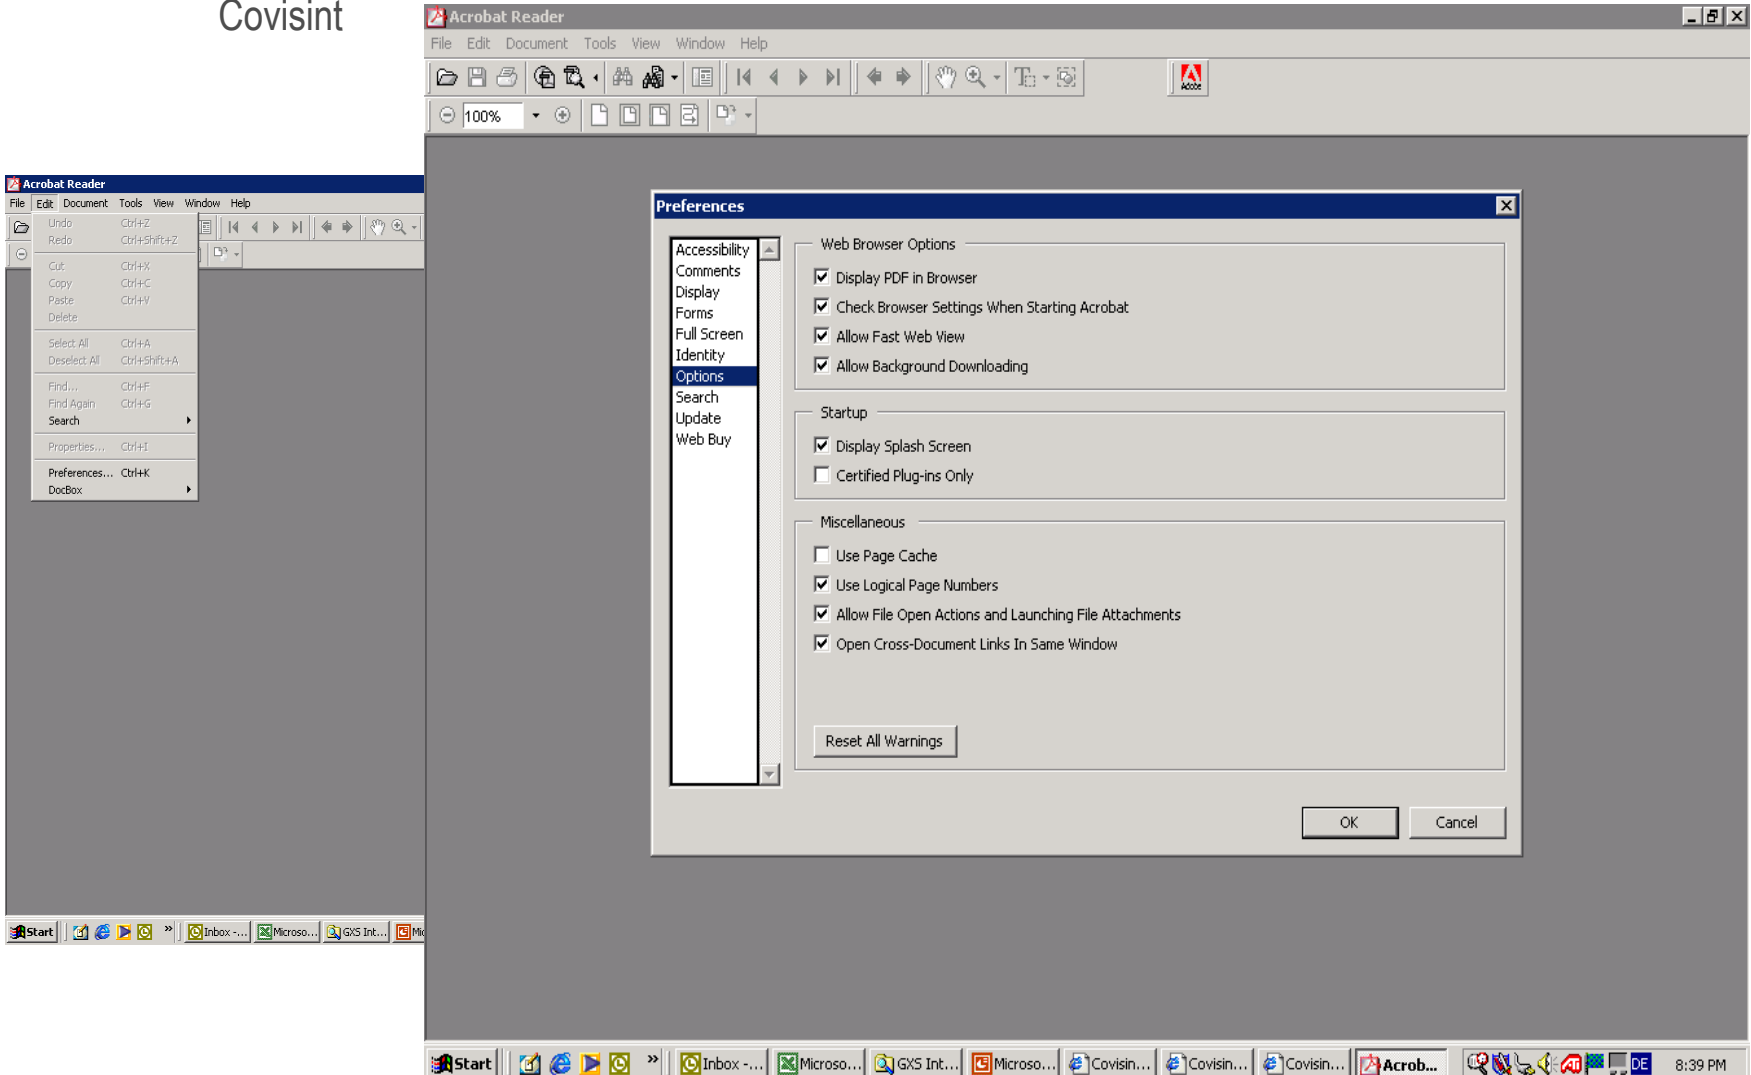 Covisint
Acrobat Reader
File Edit Document Tools View Window Help
Undo Ctrl+Z
Redo Ctrl+Shift+Z
Cut Ctrl+X
Copy Ctrl+C
Paste Ctrl+V
Delete
Select All Ctrl+A
Deselect All Ctrl+Shift+A
Find... Ctrl+F
Find Again Ctrl+G
Search
Properties... Ctrl+I
Preferences... Ctrl+K
DocBox
Start Inbox -... Microso... GXS Int... Mic
Acrobat Reader
File Edit Document Tools View Window Help
Adobe
100%
Preferences
Accessibility
Comments
Display
Forms
Full Screen
Identity
Options
Search
Update
Web Buy
Web Browser Options
Display PDF in Browser
Check Browser Settings When Starting Acrobat
Allow Fast Web View
Allow Background Downloading
Startup
Display Splash Screen
Certified Plug-ins Only
Miscellaneous
Use Page Cache
Use Logical Page Numbers
Allow File Open Actions and Launching File Attachments
Open Cross-Document Links In Same Window
Reset All Warnings
OK Cancel
Start Inbox -... Microso... GXS Int... Microso... Covisin... Covisin... Covisin... Acrob... DE 8:39 PM